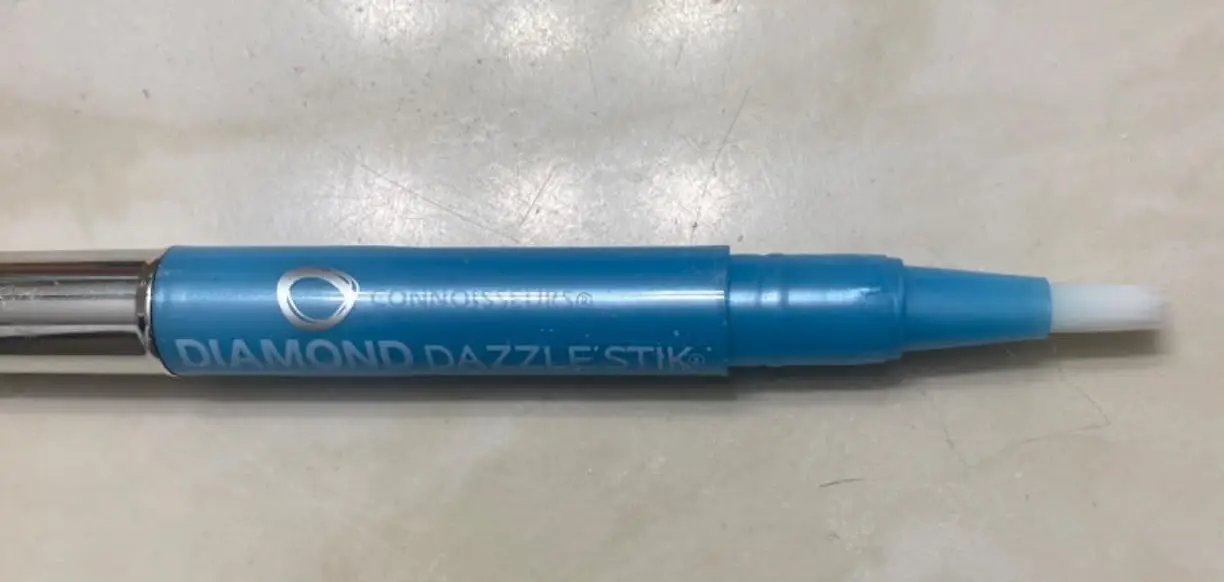 CONNOISSEURS®
DIAMOND DAZZLE STIK®